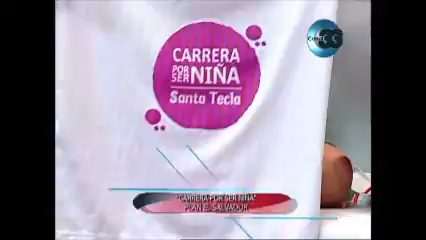 CARRERA
POR
SER NIÑA
Santa Tecla
"CARRERA POR SER NIÑA"
PLAN EL SALVADOR